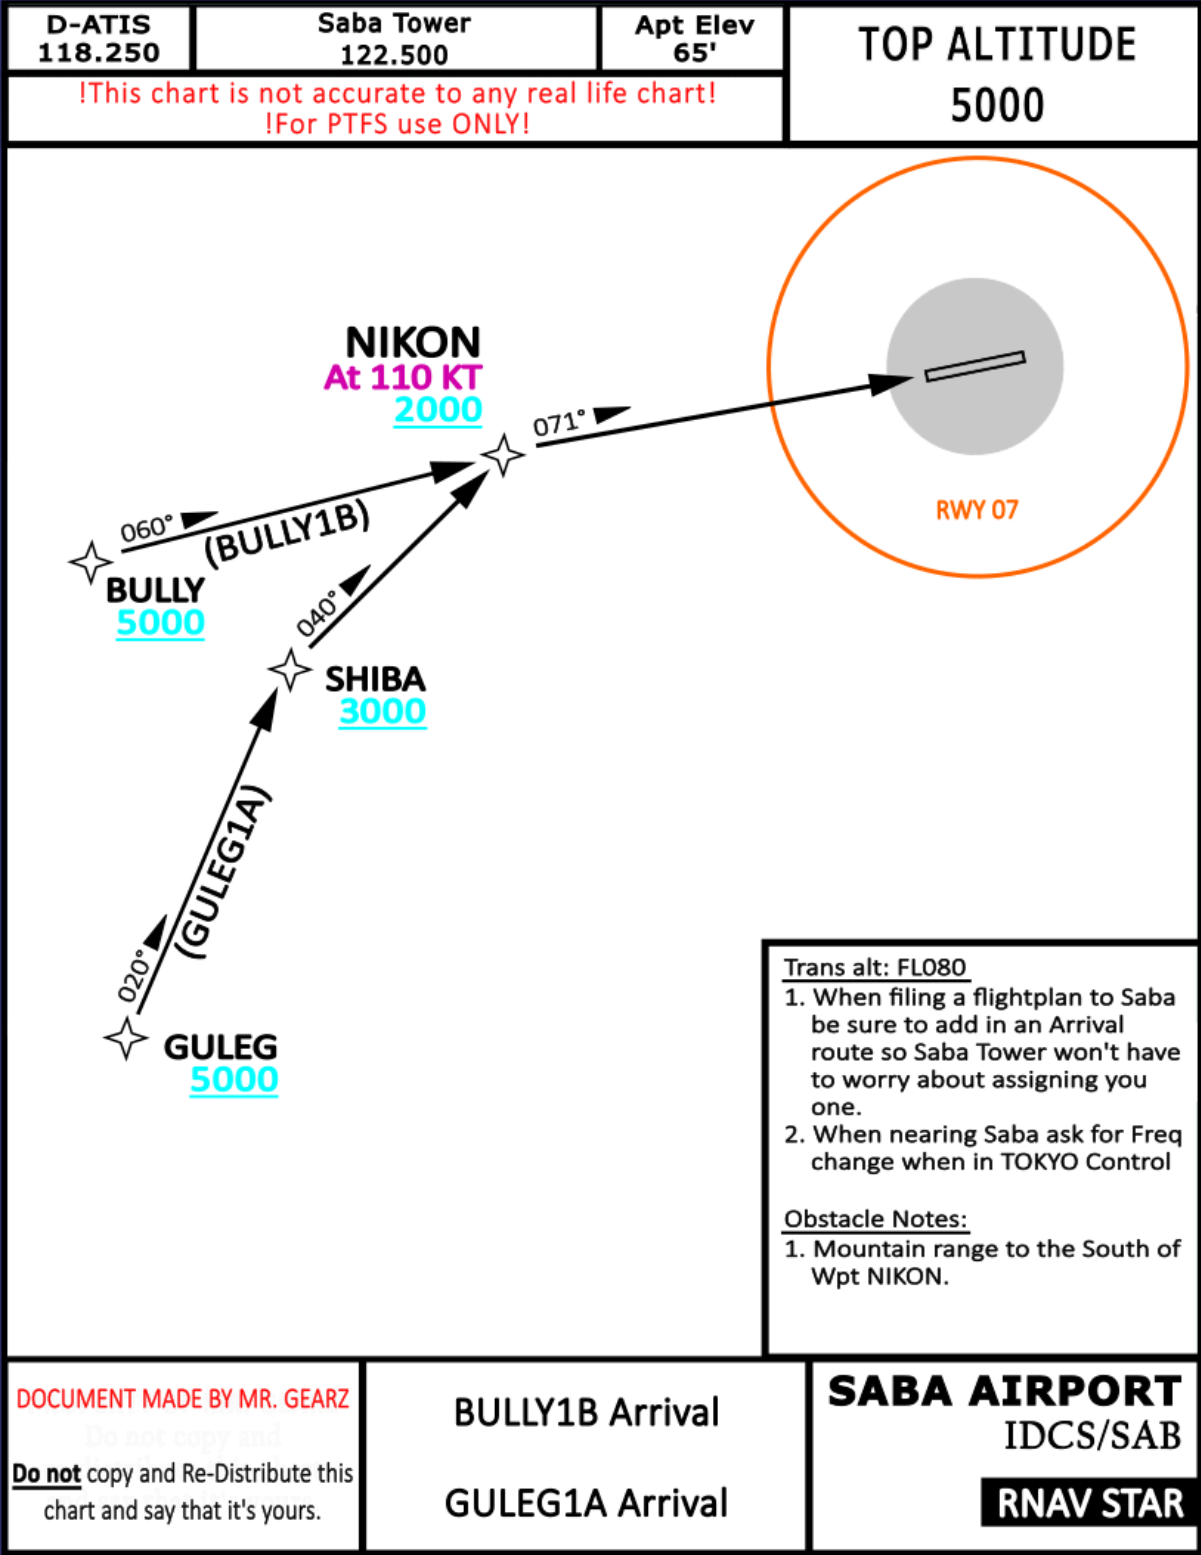 D-ATIS
118.250
Saba Tower
122.500
Apt Elev
65'
TOP ALTITUDE
5000
!This chart is not accurate to any real life chart!
!For PTFS use ONLY!
NIKON
At 110 KT
2000
071°
RWY 07
060°
(BULLY1B)
BULLY
5000
040°
SHIBA
3000
(GULEG1A)
020°
GULEG
5000
Trans alt: FL080
1. When filing a flightplan to Saba
be sure to add in an Arrival
route so Saba Tower won't have
to worry about assigning you
one.
2. When nearing Saba ask for Freq
change when in TOKYO Control
Obstacle Notes:
1. Mountain range to the South of
Wpt NIKON.
DOCUMENT MADE BY MR. GEARZ
Do not copy and
Do not copy and Re-Distribute this
chart and say that it's yours.
BULLY1B Arrival
GULEG1A Arrival
SABA AIRPORT
IDCS/SAB
RNAV STAR